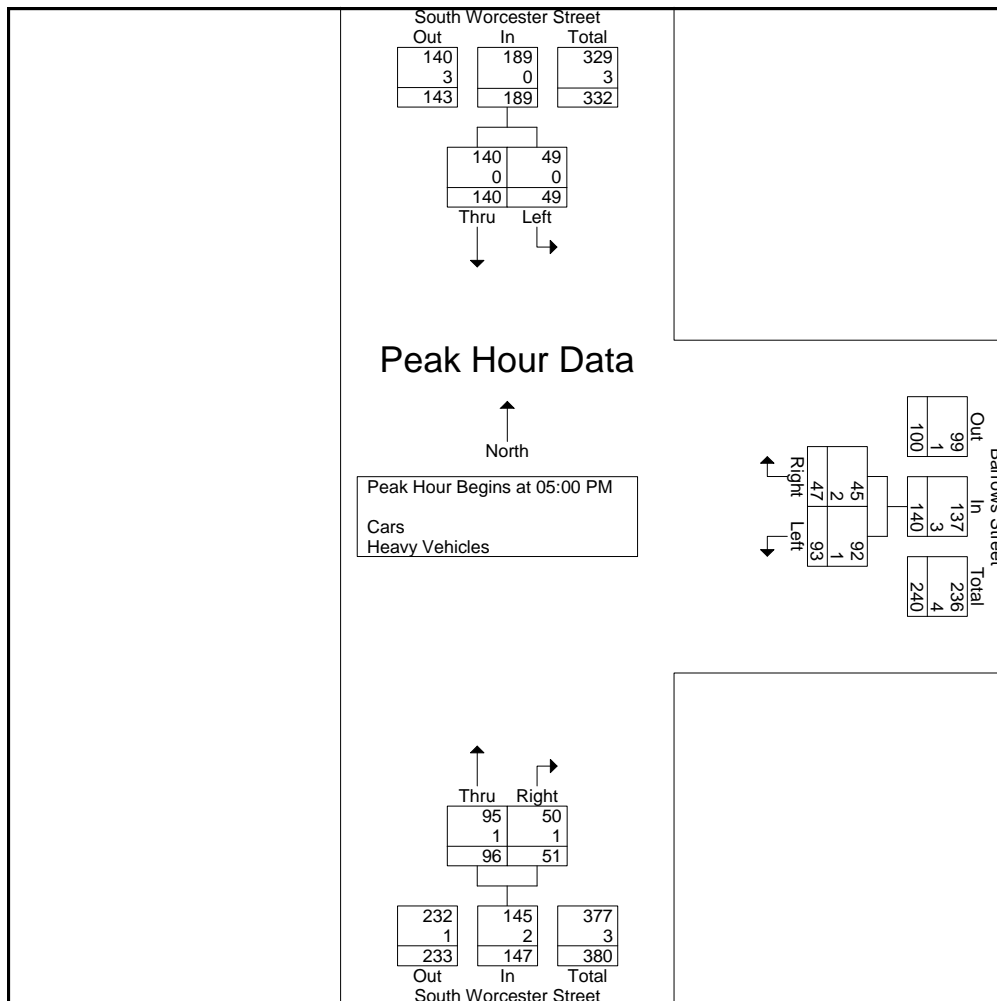 South Worcester Street
Out In Total
140 189 329
3 0 3
143 189 332
140 49
0 0
140 49
Thru Left
Peak Hour Data
North
Peak Hour Begins at 05:00 PM
Cars
Heavy Vehicles
Barrows Street
Out In Total
99 137 236
1 3 4
100 140 240
45 92
2 1
47 93
Right Left
Thru Right
95 50
1 1
96 51
232 145 377
1 2 3
233 147 380
Out In Total
South Worcester Street